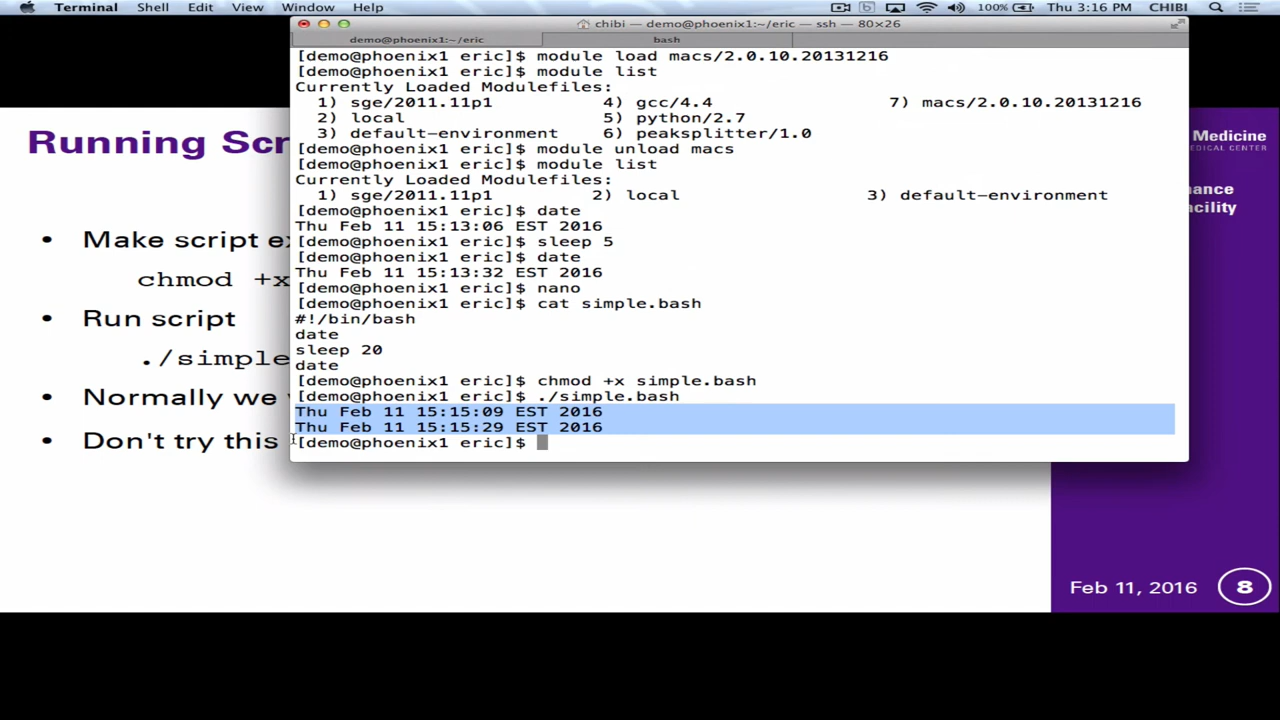 Terminal Shell Edit View Window Help 100% Thu 3:16 PM CHIBI
chibi — demo@phoenix1:~/eric — ssh — 80×26
demo@phoenix1:~/eric — ssh bash
[demo@phoenix1 eric]$ module load macs/2.0.10.20131216
[demo@phoenix1 eric]$ module list
Currently Loaded Modulefiles:
1) sge/2011.11p1 4) gcc/4.4 7) macs/2.0.10.20131216
2) local 5) python/2.7
3) default-environment 6) peaksplitter/1.0
[demo@phoenix1 eric]$ module unload macs
[demo@phoenix1 eric]$ module list
Currently Loaded Modulefiles:
1) sge/2011.11p1 2) local 3) default-environment
[demo@phoenix1 eric]$ date
Thu Feb 11 15:13:06 EST 2016
[demo@phoenix1 eric]$ sleep 5
[demo@phoenix1 eric]$ date
Thu Feb 11 15:13:32 EST 2016
[demo@phoenix1 eric]$ nano
[demo@phoenix1 eric]$ cat simple.bash
#!/bin/bash
date
sleep 20
date
[demo@phoenix1 eric]$ chmod +x simple.bash
[demo@phoenix1 eric]$ ./simple.bash
Thu Feb 11 15:15:09 EST 2016
Thu Feb 11 15:15:29 EST 2016
[demo@phoenix1 eric]$
Running Scr
• Make script ex
chmod +x
• Run script
./simple
• Normally we
• Don't try this
Medicine
EDICAL CENTER
nance
acility
Feb 11, 2016 8